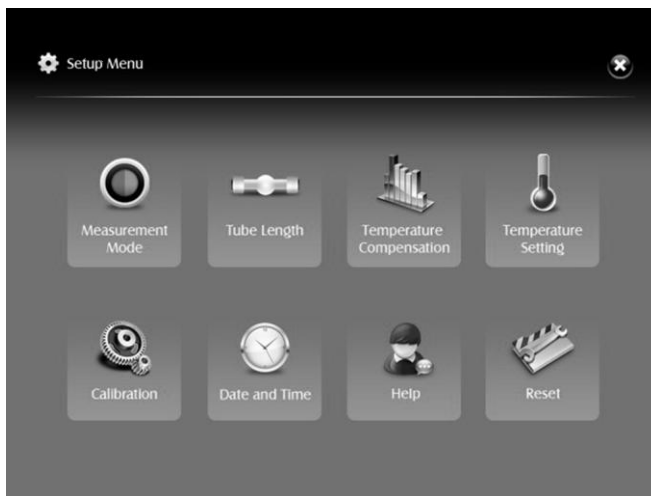 Setup Menu
Measurement
Mode
Tube Length
Temperature
Compensation
Temperature
Setting
Calibration
Date and Time
Help
Reset